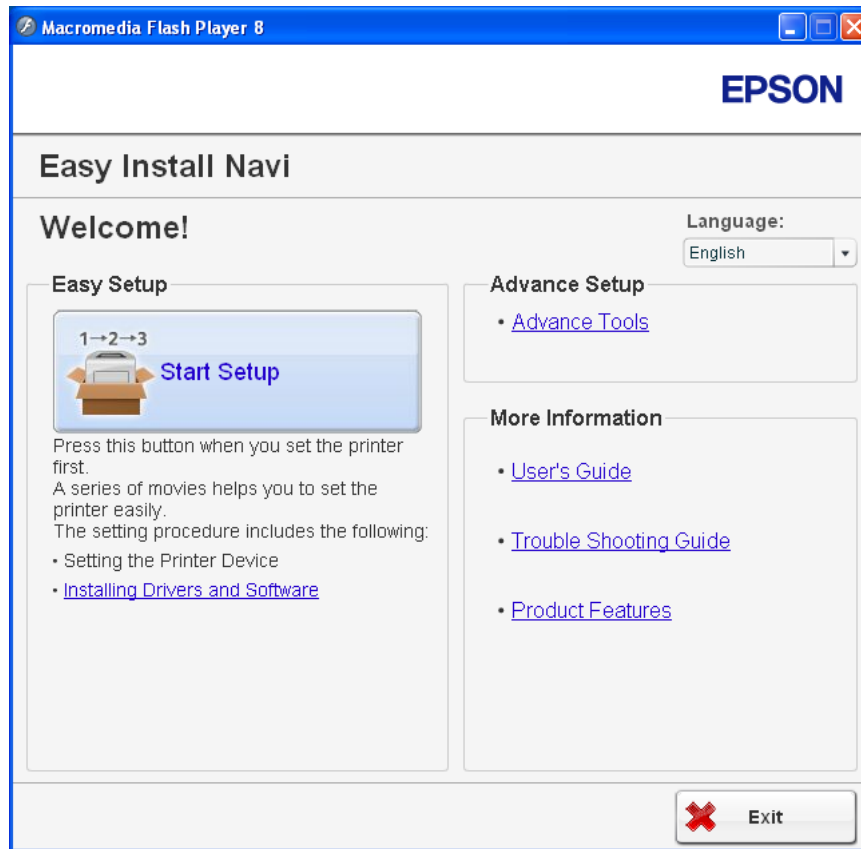 Macromedia Flash Player 8
EPSON
Easy Install Navi
Welcome!
Language:
English
Easy Setup
1→2→3
Start Setup
Press this button when you set the printer
first.
A series of movies helps you to set the
printer easily.
The setting procedure includes the following:
• Setting the Printer Device
• Installing Drivers and Software
Advance Setup
• Advance Tools
More Information
• User's Guide
• Trouble Shooting Guide
• Product Features
Exit